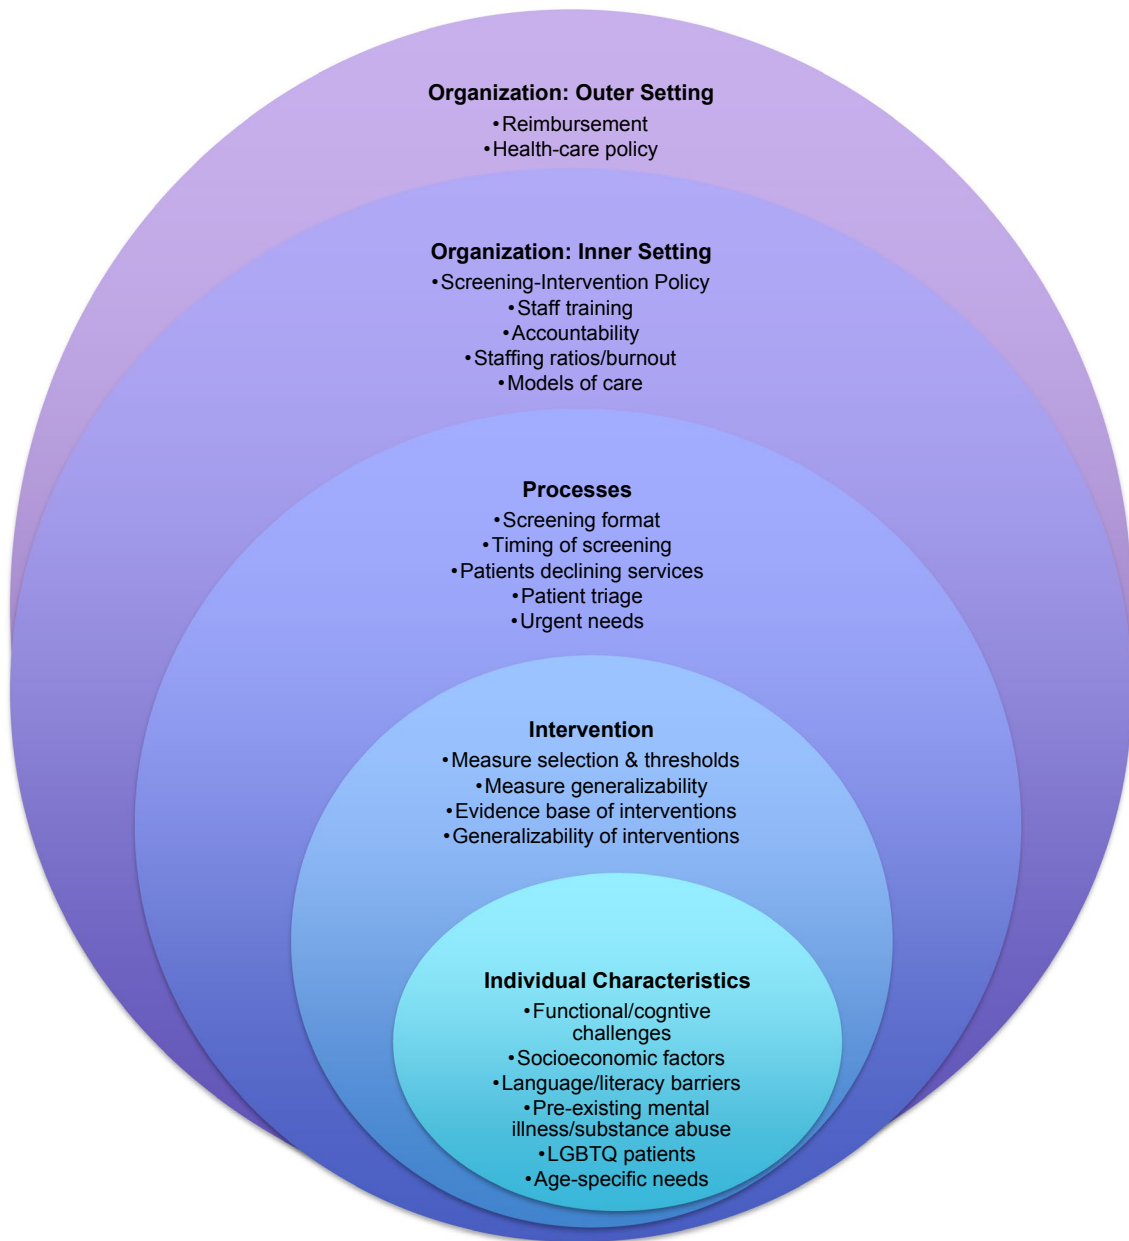 Organization: Outer Setting
•Reimbursement
•Health-care policy
Organization: Inner Setting
•Screening-Intervention Policy
•Staff training
•Accountability
•Staffing ratios/burnout
•Models of care
Processes
•Screening format
•Timing of screening
•Patients declining services
•Patient triage
•Urgent needs
Intervention
•Measure selection & thresholds
•Measure generalizability
•Evidence base of interventions
•Generalizability of interventions
Individual Characteristics
•Functional/cogntive
challenges
•Socioeconomic factors
•Language/literacy barriers
•Pre-existing mental
illness/substance abuse
•LGBTQ patients
•Age-specific needs